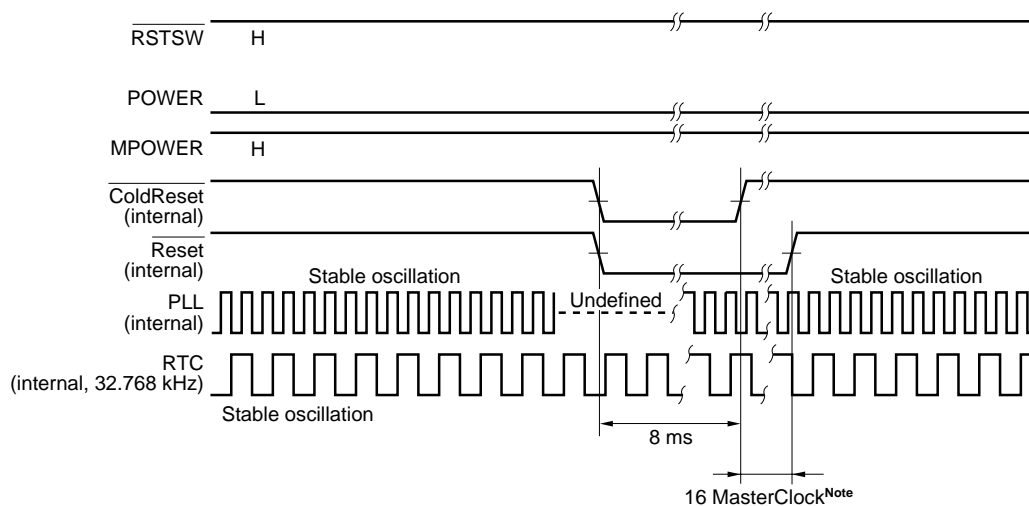 RSTSW H
POWER L
MPOWER H
ColdReset
(internal)
Reset
(internal)
Stable oscillation Stable oscillation
PLL
(internal)
Undefined
RTC
(internal, 32.768 kHz)
Stable oscillation
8 ms
16 MasterClockNote